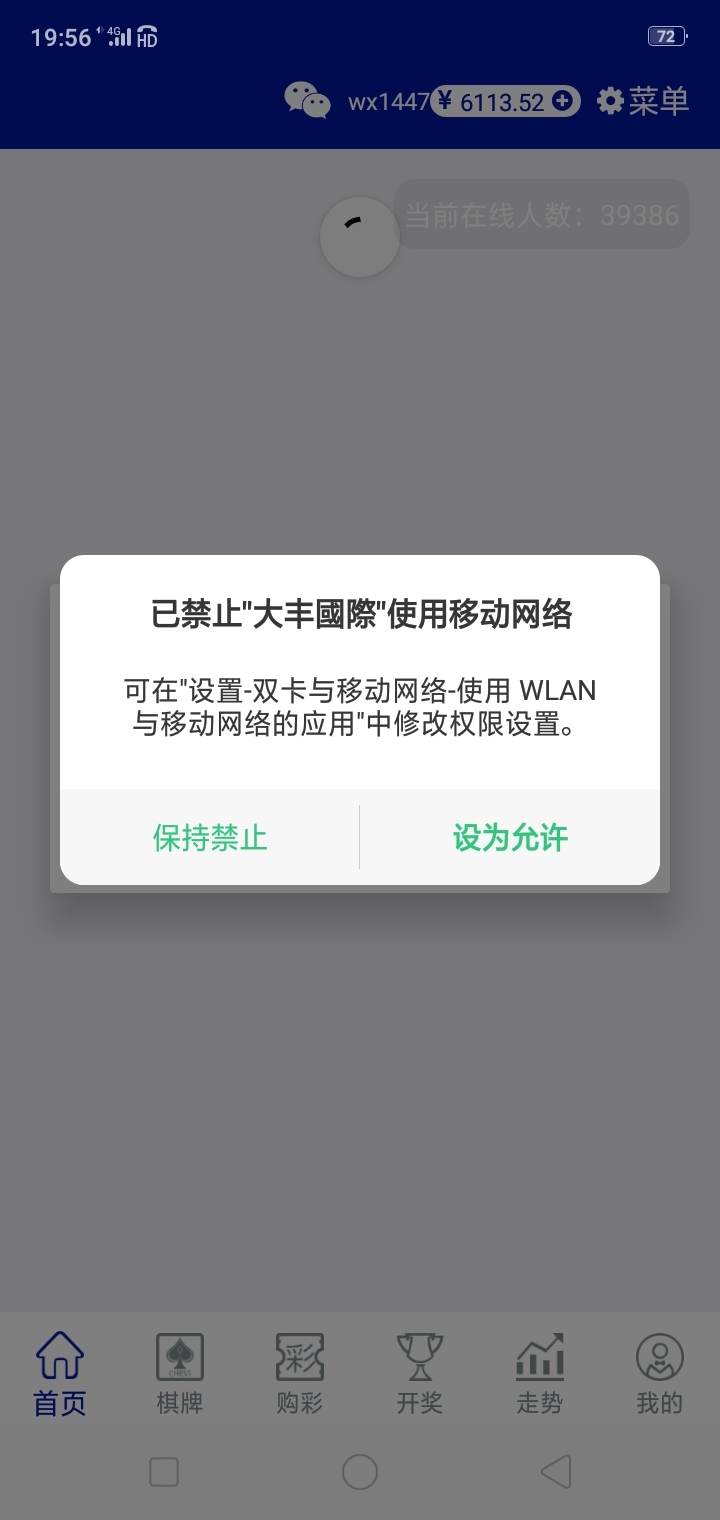 19:56 4G HD 72
wx1447 ¥ 6113.52 菜单
当前在线人数：39386
已禁止"大丰國際"使用移动网络
可在"设置-双卡与移动网络-使用 WLAN
与移动网络的应用"中修改权限设置。
保持禁止 设为允许
CHESS 彩
首页 棋牌 购彩 开奖 走势 我的